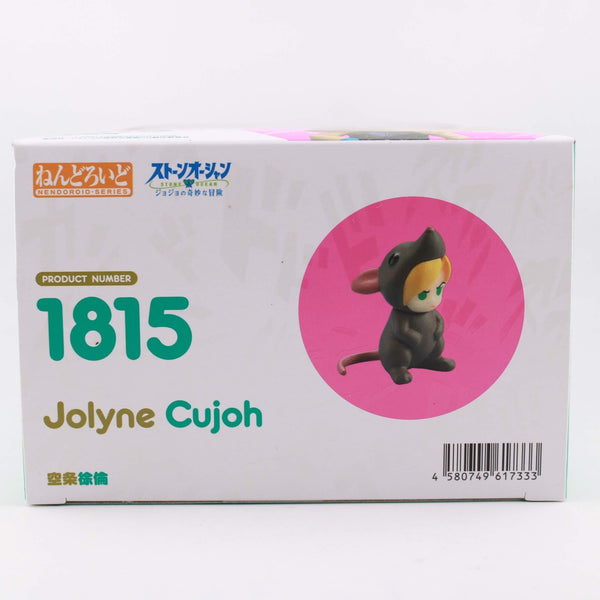 ねんどろいど
NENDOROID-SERIES
ストーンオーシャン
STONE OCEAN
ジョジョの奇妙な冒険
PRODUCT NUMBER
1815
Jolyne Cujoh
空条徐倫
4 580749 617333